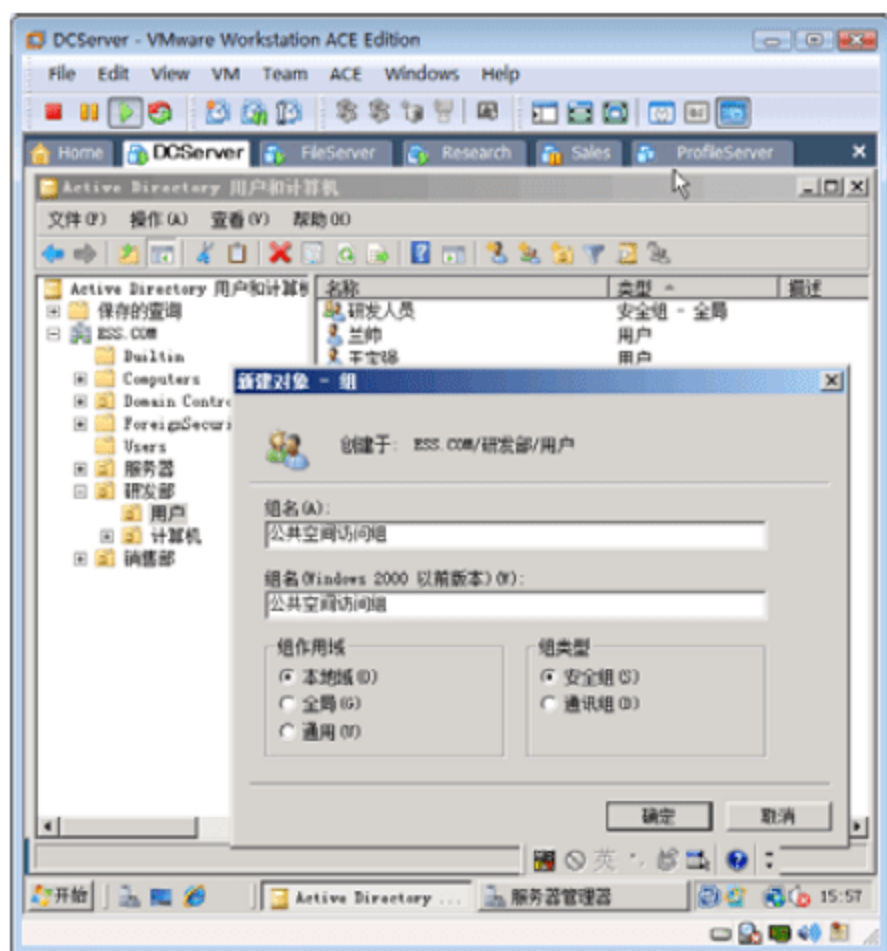 DCServer - VMware Workstation ACE Edition
File Edit View VM Team ACE Windows Help
Home DCServer FileServer Research Sales ProfileServer
Active Directory 用户和计算机
文件(F) 操作(A) 查看(V) 帮助(H)
Active Directory 用户和计算机 名称 类型 描述
保存的查询 研发人员 安全组 - 全局
ESS.COM 兰帅 用户
Builtin 王宝强 用户
Computers
Domain Contro
ForeignSecuri
Users
服务器
研发部
用户
计算机
销售部
新建对象 - 组
创建于: ESS.COM/研发部/用户
组名(A):
公共空间访问组
组名(Windows 2000 以前版本)(W):
公共空间访问组
组作用域 组类型
本地域(O) 安全组(S)
全局(G) 通讯组(D)
通用(U)
确定 取消
英
开始 Active Directory ... 服务器管理器 15:57